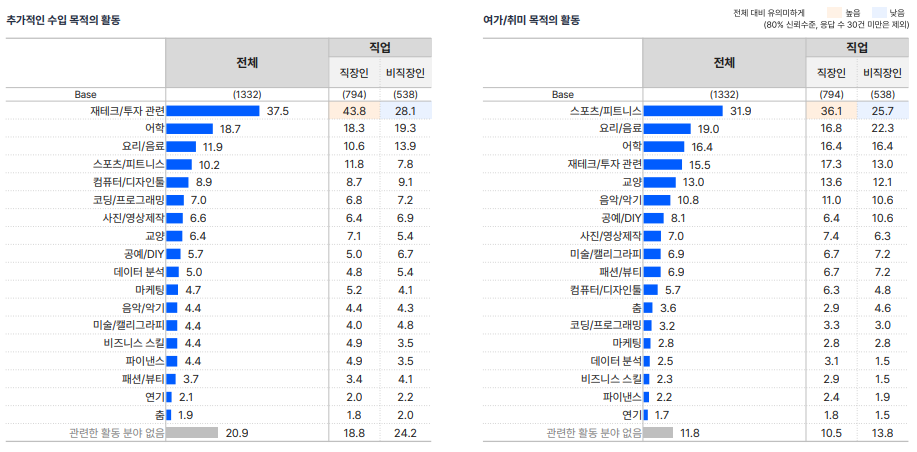 추가적인 수입 목적의 활동
전체 직업
직장인 비직장인
Base (1332) (794) (538)
재테크/투자 관련 37.5 43.8 28.1
어학 18.7 18.3 19.3
요리/음료 11.9 10.6 13.9
스포츠/피트니스 10.2 11.8 7.8
컴퓨터/디자인툴 8.9 8.7 9.1
코딩/프로그래밍 7.0 6.8 7.2
사진/영상제작 6.6 6.4 6.9
교양 6.4 7.1 5.4
공예/DIY 5.7 5.0 6.7
데이터 분석 5.0 4.8 5.4
마케팅 4.7 5.2 4.1
음악/악기 4.4 4.4 4.3
미술/캘리그라피 4.4 4.0 4.8
비즈니스 스킬 4.4 4.9 3.5
파이낸스 4.4 4.9 3.5
패션/뷰티 3.7 3.4 4.1
연기 2.1 2.0 2.2
춤 1.9 1.8 2.0
관련한 활동 분야 없음 20.9 18.8 24.2
여가/취미 목적의 활동
전체 대비 유의미하게 높음 낮음
(80% 신뢰수준, 응답 수 30건 미만은 제외)
전체 직업
직장인 비직장인
Base (1332) (794) (538)
스포츠/피트니스 31.9 36.1 25.7
요리/음료 19.0 16.8 22.3
어학 16.4 16.4 16.4
재테크/투자 관련 15.5 17.3 13.0
교양 13.0 13.6 12.1
음악/악기 10.8 11.0 10.6
공예/DIY 8.1 6.4 10.6
사진/영상제작 7.0 7.4 6.3
미술/캘리그라피 6.9 6.7 7.2
패션/뷰티 6.9 6.7 7.2
컴퓨터/디자인툴 5.7 6.3 4.8
춤 3.6 2.9 4.6
코딩/프로그래밍 3.2 3.3 3.0
마케팅 2.8 2.8 2.8
데이터 분석 2.5 3.1 1.5
비즈니스 스킬 2.3 2.9 1.5
파이낸스 2.2 2.4 1.9
연기 1.7 1.8 1.5
관련한 활동 분야 없음 11.8 10.5 13.8